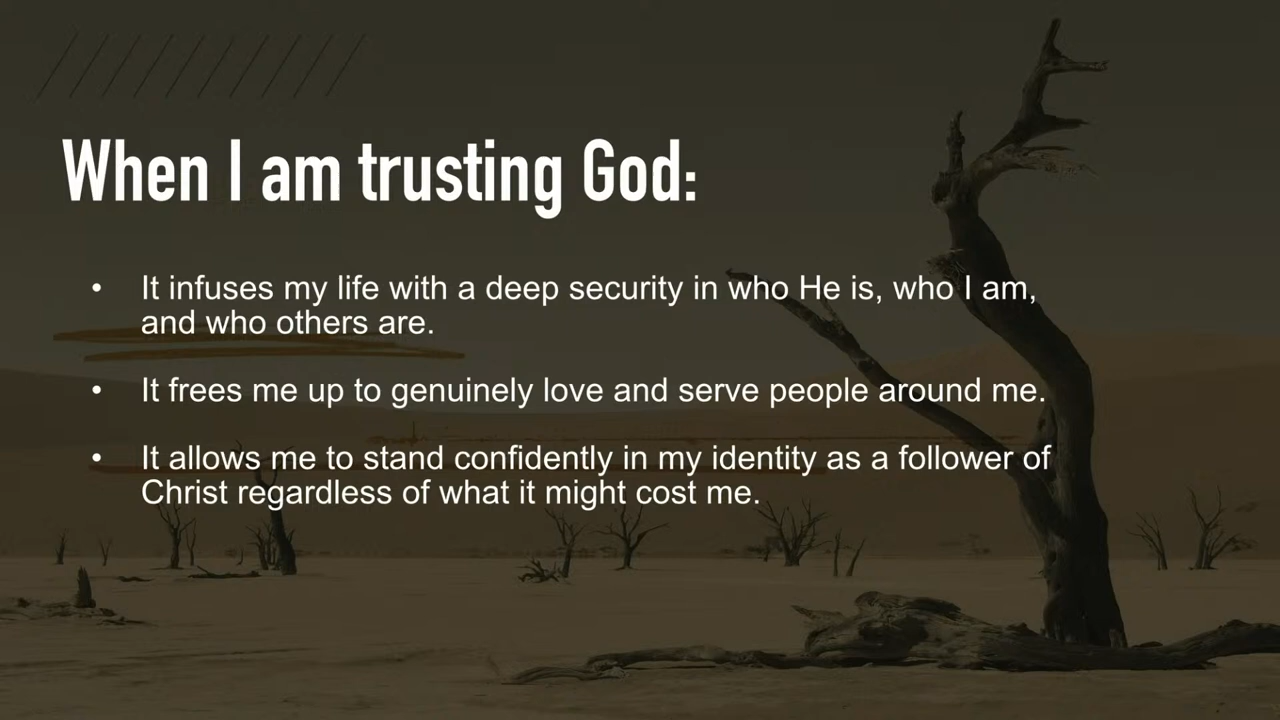 When I am trusting God:
• It infuses my life with a deep security in who He is, who I am,
and who others are.
• It frees me up to genuinely love and serve people around me.
• It allows me to stand confidently in my identity as a follower of
Christ regardless of what it might cost me.